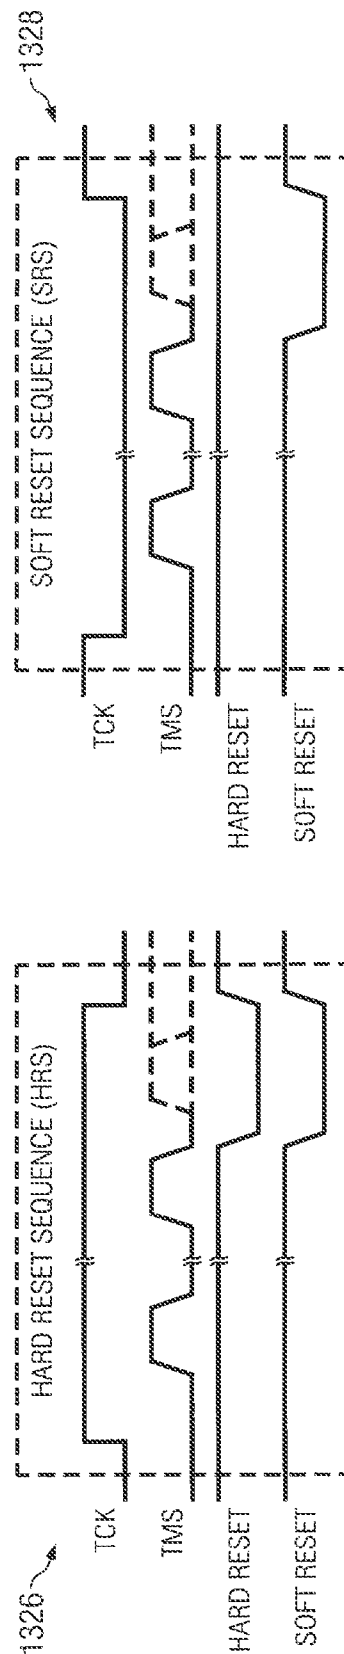 1326
HARD RESET SEQUENCE (HRS)
TCK
TMS
HARD RESET
SOFT RESET
1328
SOFT RESET SEQUENCE (SRS)
TCK
TMS
HARD RESET
SOFT RESET